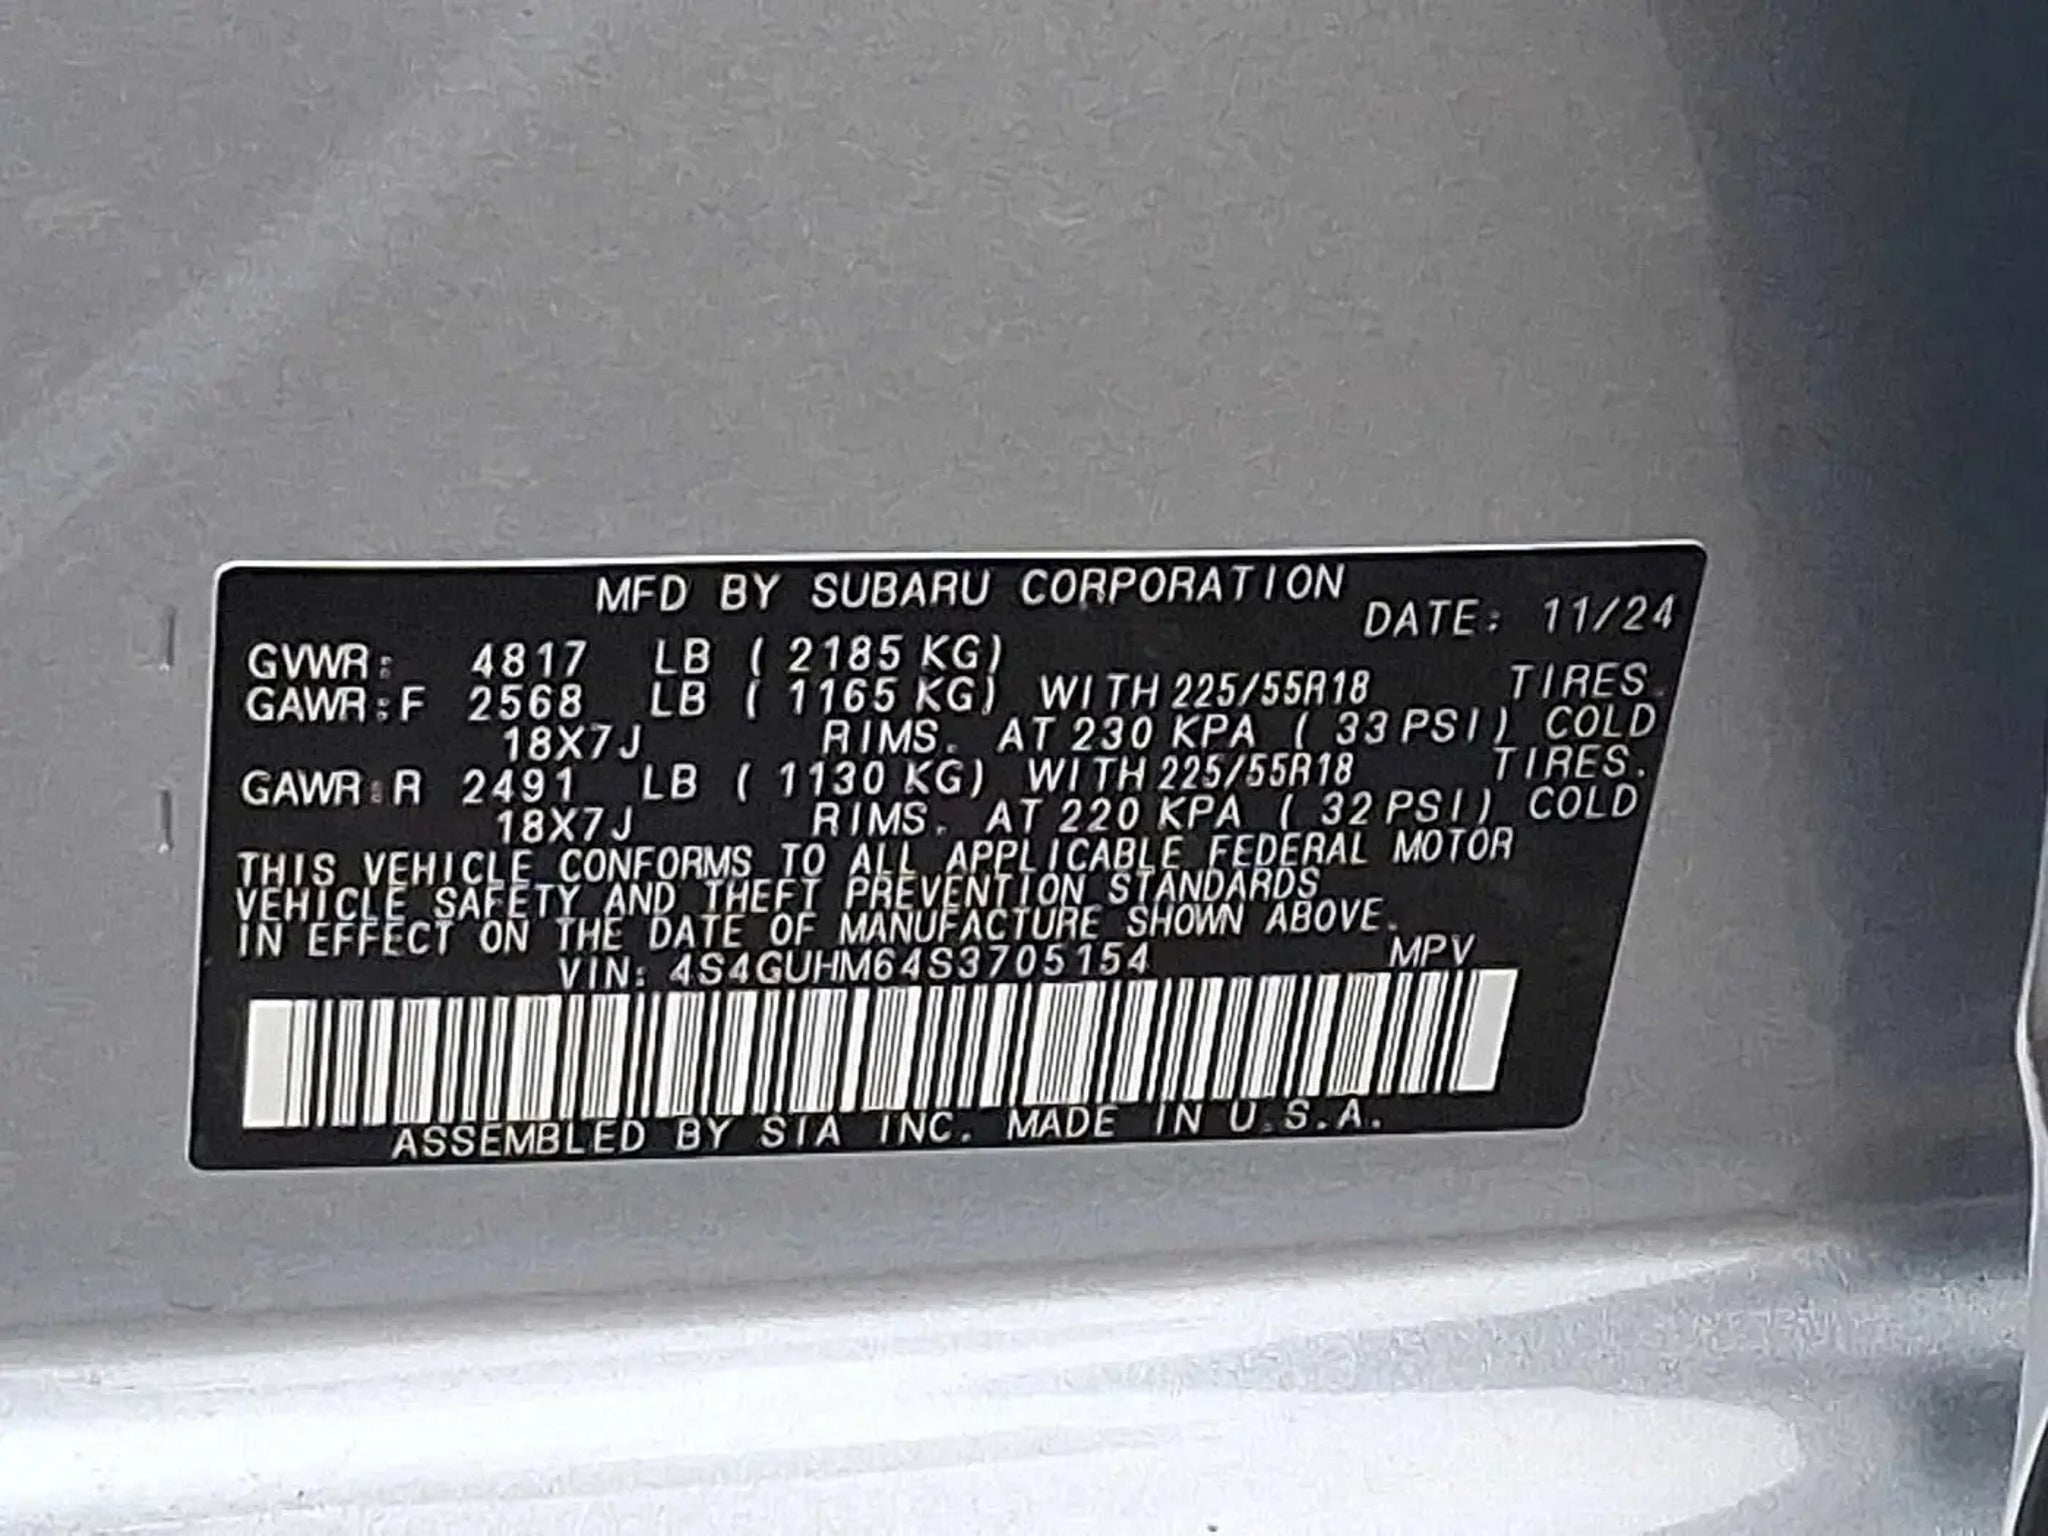 MFD BY SUBARU CORPORATION
DATE: 11/24
GVWR: 4817 LB ( 2185 KG)
GAWR:F 2568 LB ( 1165 KG) WITH 225/55R18 TIRES.
18X7J RIMS. AT 230 KPA ( 33 PSI) COLD
GAWR:R 2491 LB ( 1130 KG) WITH 225/55R18 TIRES.
18X7J RIMS. AT 220 KPA ( 32 PSI) COLD
THIS VEHICLE CONFORMS TO ALL APPLICABLE FEDERAL MOTOR
VEHICLE SAFETY AND THEFT PREVENTION STANDARDS
IN EFFECT ON THE DATE OF MANUFACTURE SHOWN ABOVE.
VIN: 4S4GUHM64S3705154 MPV
ASSEMBLED BY SIA INC. MADE IN U.S.A.